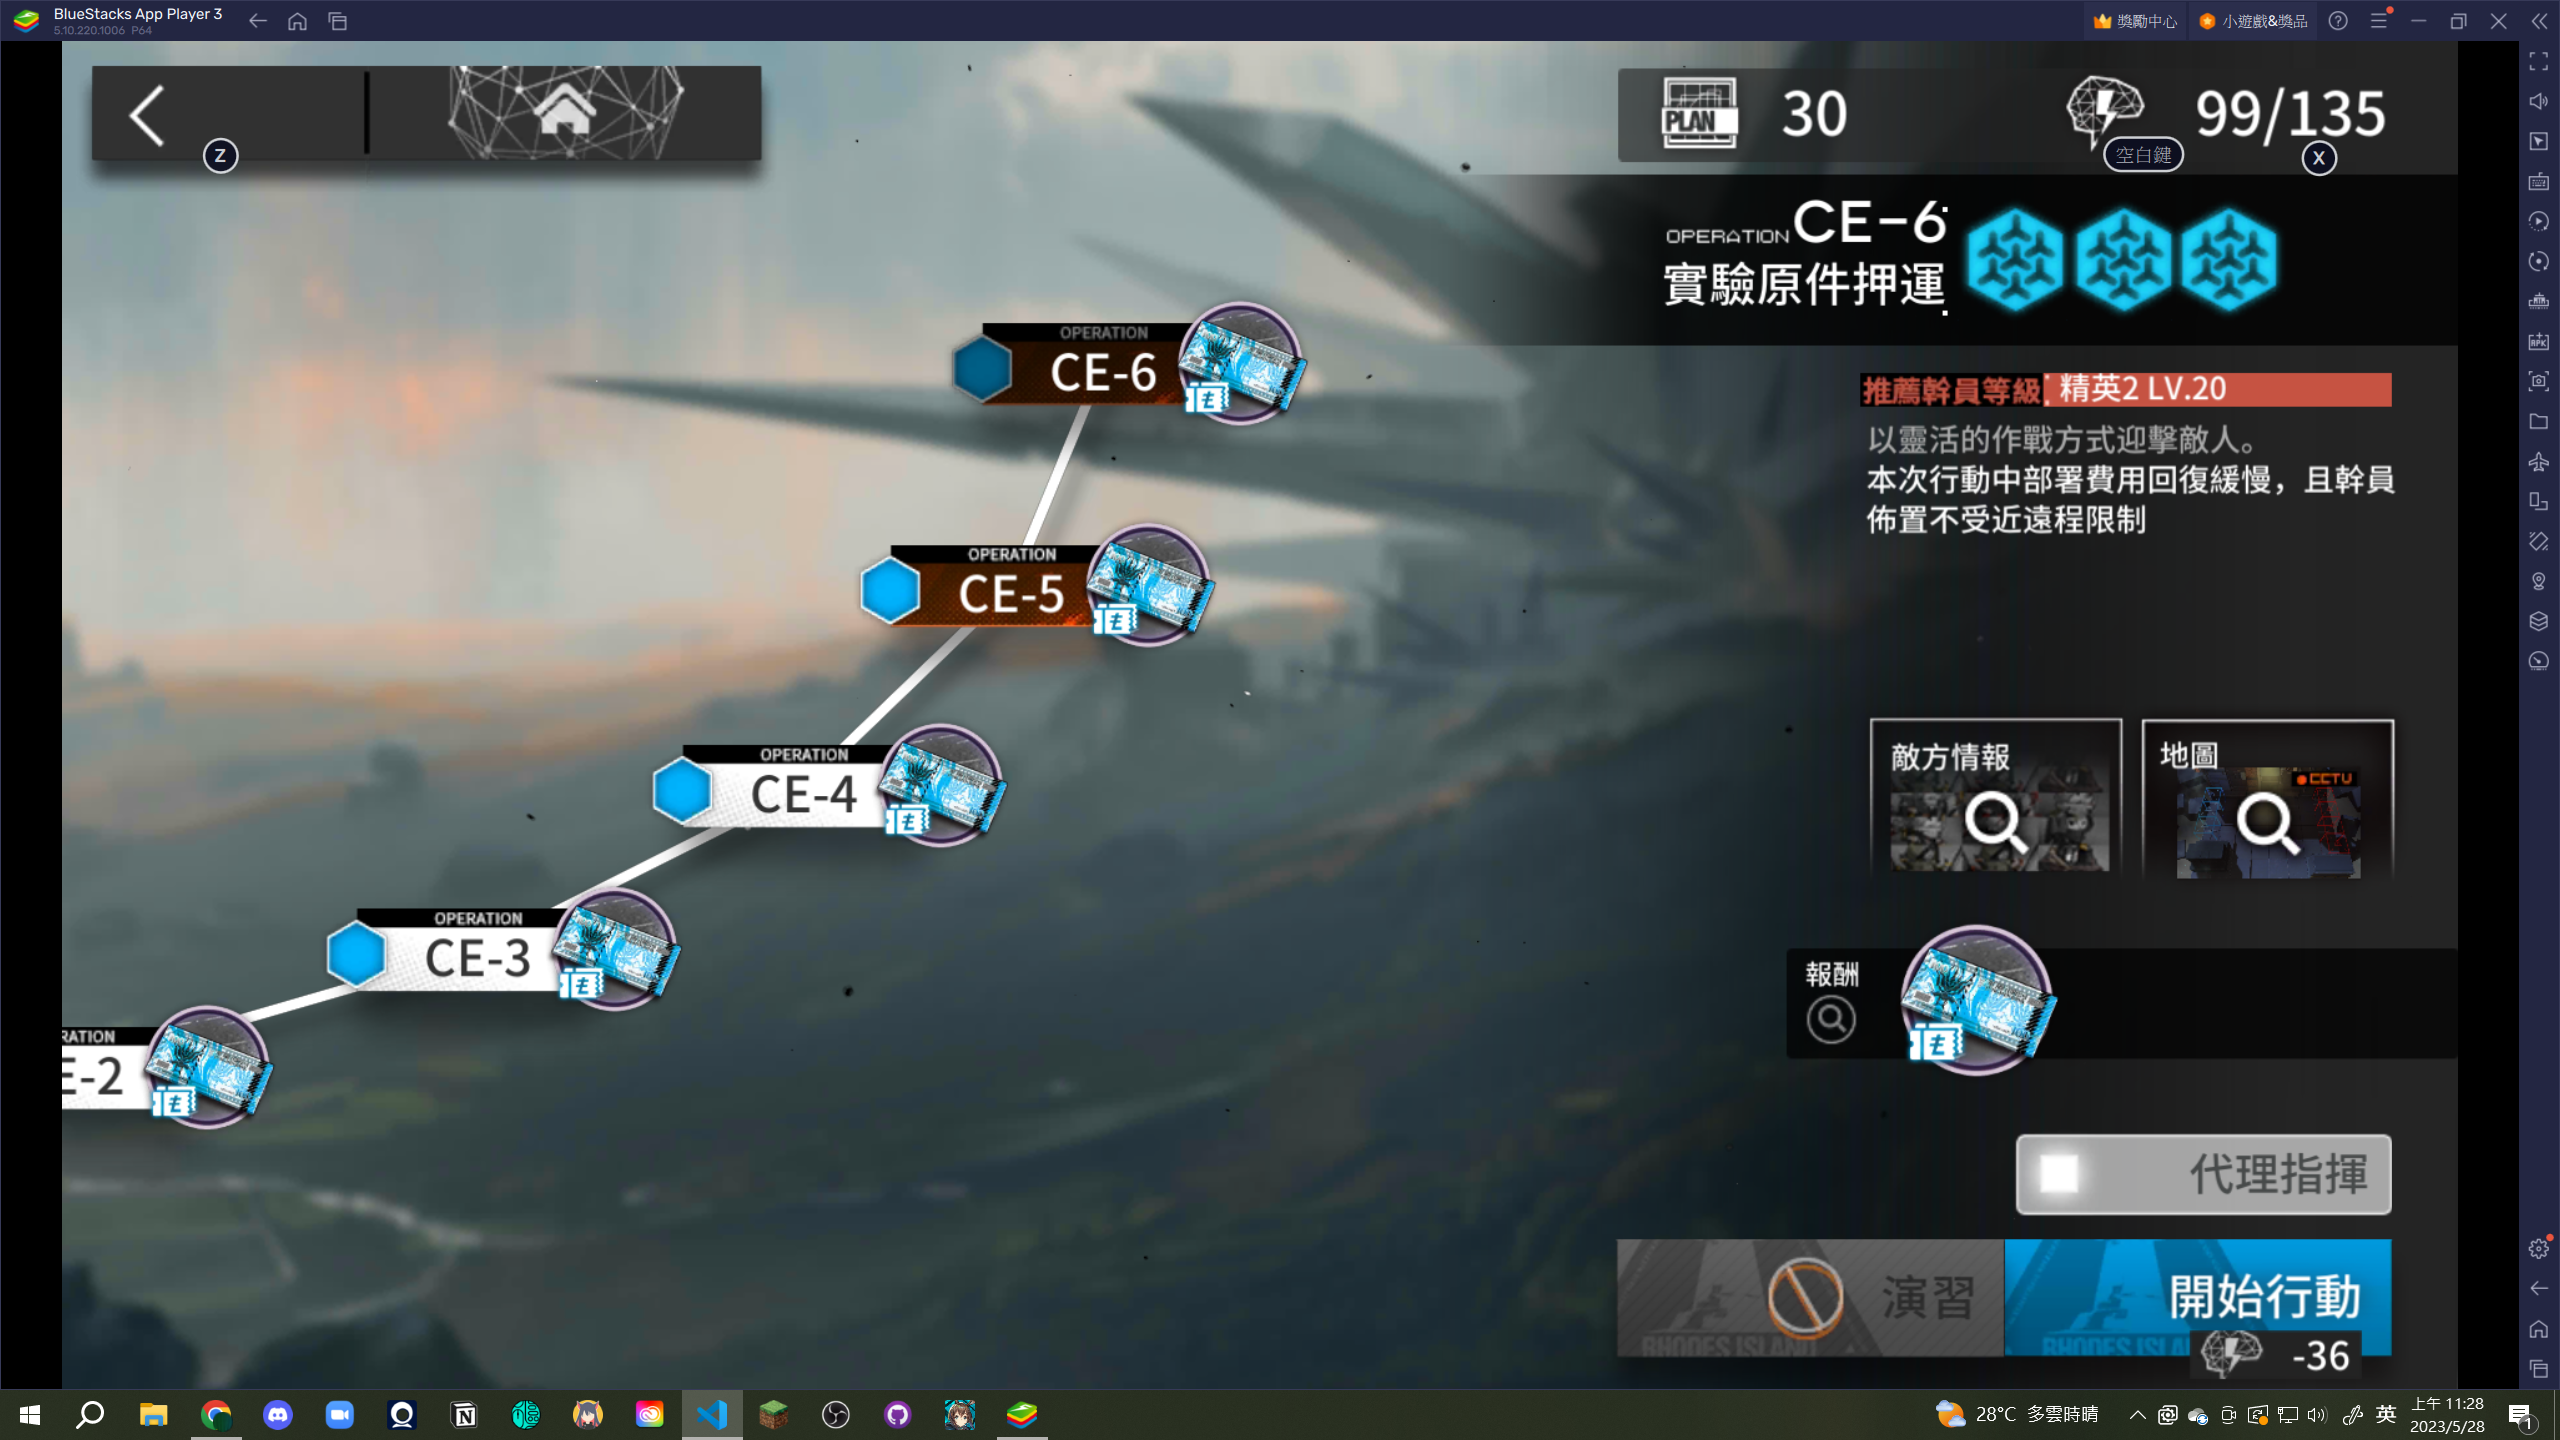 BlueStacks App Player 3
5.10.220.1006 P64
獎勵中心
小遊戲&獎品
Z
PLAN
30
99/135
空白鍵
X
OPERATION CE-6
實驗原件押運
推薦幹員等級 精英2 LV.20
以靈活的作戰方式迎擊敵人。
本次行動中部署費用回復緩慢，且幹員
佈置不受近遠程限制
OPERATION
CE-6
OPERATION
CE-5
OPERATION
CE-4
OPERATION
CE-3
RATION
E-2
敵方情報
地圖
CCTV
報酬
代理指揮
演習
RHODES ISLAND
開始行動
RHODES ISLA
-36
28°C 多雲時晴
英
上午 11:28
2023/5/28
1